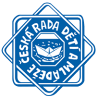 ČESKÁ RADA DĚTÍ A MLÁDEŽE